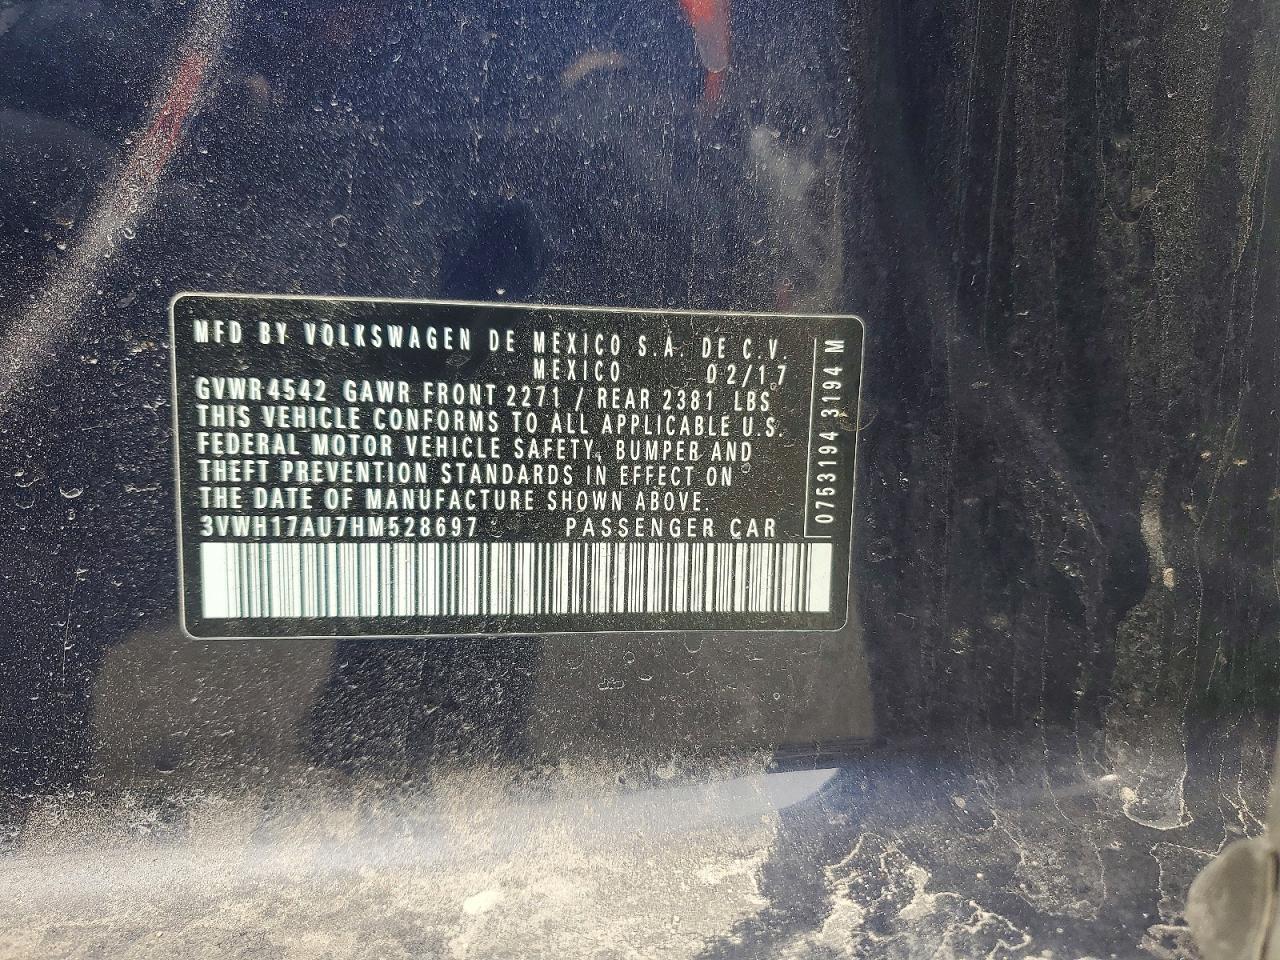 MFD BY VOLKSWAGEN DE MEXICO S.A. DE C.V.
MEXICO 02/17
GVWR 4542 GAWR FRONT 2271 / REAR 2381 LBS
THIS VEHICLE CONFORMS TO ALL APPLICABLE U.S.
FEDERAL MOTOR VEHICLE SAFETY, BUMPER AND
THEFT PREVENTION STANDARDS IN EFFECT ON
THE DATE OF MANUFACTURE SHOWN ABOVE.
3VWH17AU7HM528697 PASSENGER CAR
0753194 3194 M